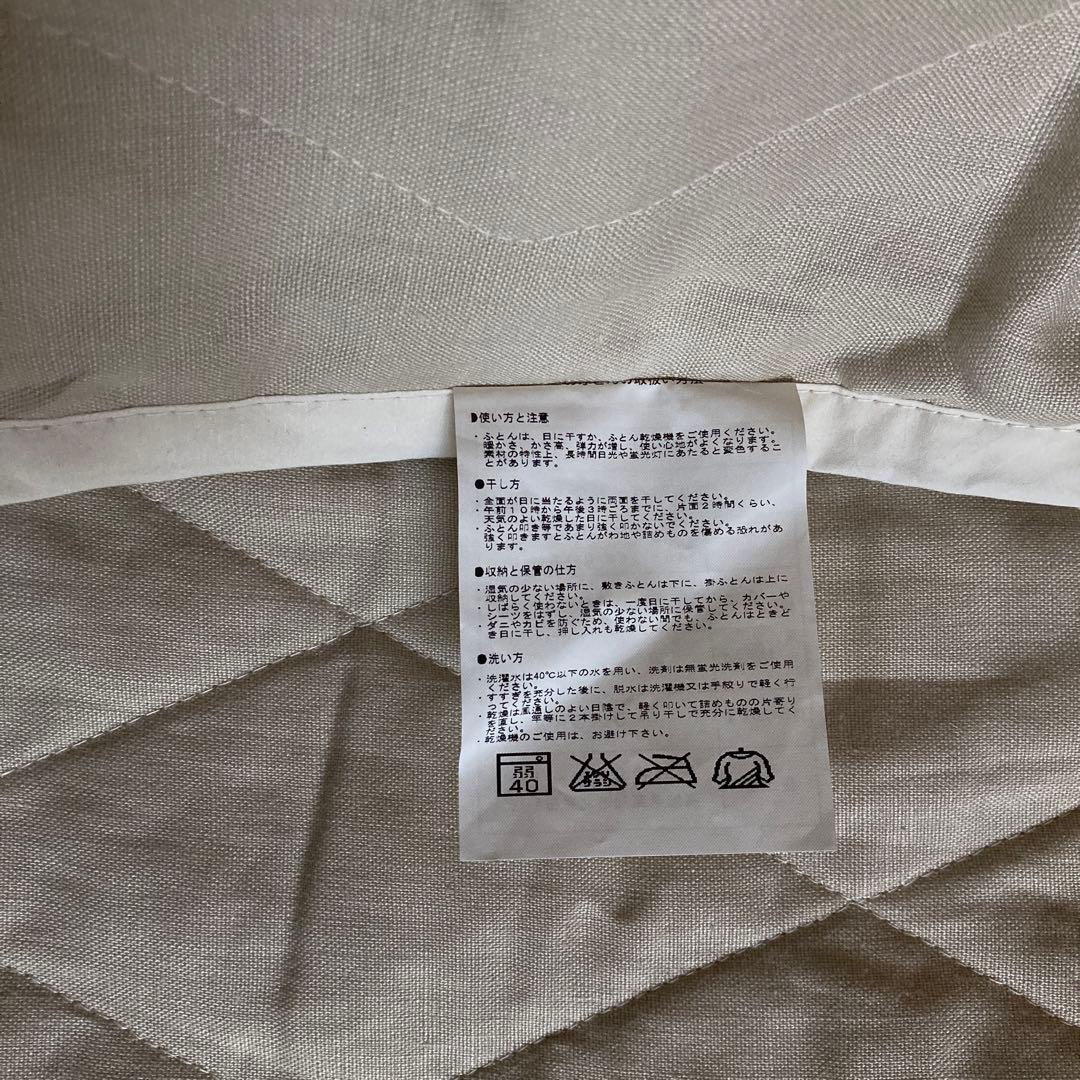 の取扱い方法
●使い方と注意
・ふとんは、日に干すか、ふとん乾燥機をご使用ください。
暖かさ、かさ高、弾力が増し、使い心地がよくなります。
素材の特性上、長時間日光や蛍光灯にあたると変色するこ
とがあります。
●干し方
・全面が日に当たるように両面を干してください。
・午前10時から午後3時ごろまでに、片面2時間くらい、
天気のよい乾燥した日に干してください。
・ふとん叩き等であまり強く叩かないでください。
強く叩きますとふとんがわ地や詰めものを傷める恐れがあ
ります。
●収納と保管の仕方
・湿気の少ない場所に、敷きふとんは下に、掛ふとんは上に
収納してください。
・しばらく使わないときは、一度日に干してから、カバーや
シーツをはずし、湿気の少ない場所に保管してください。
・ダニやカビを防ぐため、使わない間でも、ふとんはときど
き日に干し、押し入れも乾燥してください。
●洗い方
・洗濯水は40℃以下の水を用い、洗剤は無蛍光洗剤をご使用
ください。
・すすぎを充分した後に、脱水は洗濯機又は手絞りで軽く行
ってください。
・乾燥は風通しのよい日陰で、軽く叩いて詰めものの片寄り
を直し、竿等に2本掛けして吊り干しで充分に乾燥してく
ださい。
・乾燥機のご使用は、お避け下さい。
弱
40
エンソサラシ